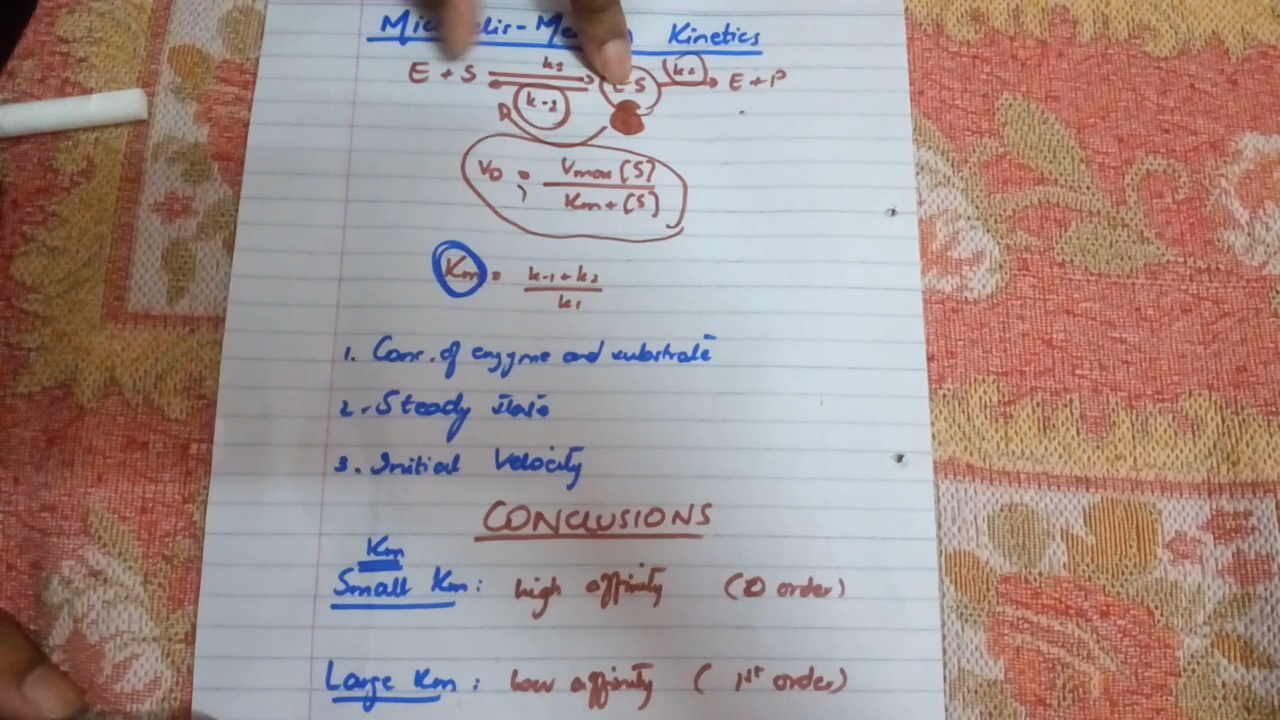 Kinetics
E + S k1 E S k2 E + P
k-1
Vo = Vmax [S]
Km + [S]
Km = k-1 + k2
k1
1. Conc. of enzyme and substrate
2. Steady state
3. Initial Velocity
CONCLUSIONS
Km
Small Km : high affinity (0 order)
Large Km : low affinity ( 1st order)